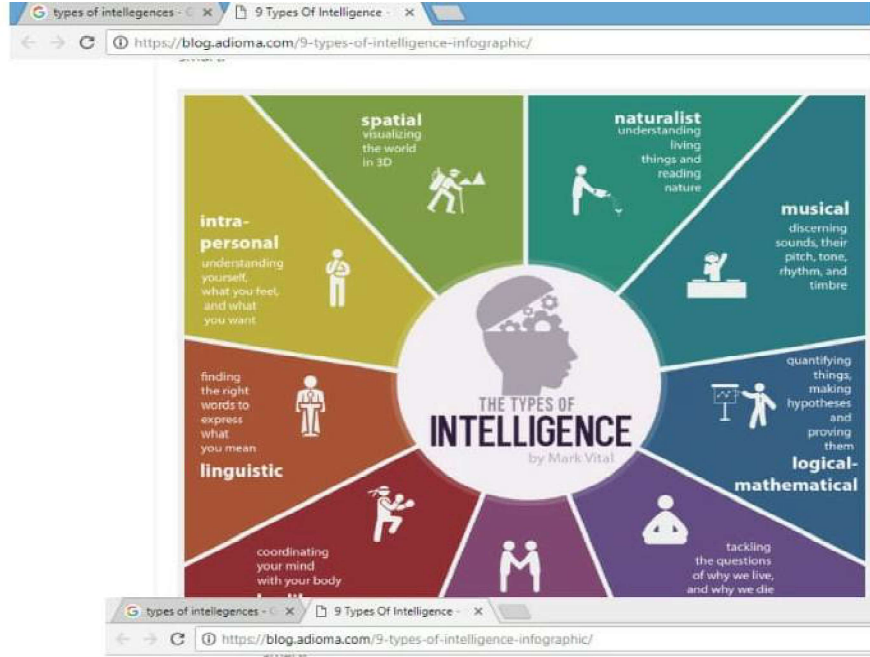 types of intellegences -
9 Types Of Intelligence -
https://blog.adioma.com/9-types-of-intelligence-infographic/
spatial
visualizing
the world
in 3D
naturalist
understanding
living
things and
reading
nature
musical
discerning
sounds, their
pitch, tone,
rhythm, and
timbre
intra-
personal
understanding
yourself,
what you feel,
and what
you want
quantifying
things,
making
hypotheses
and
proving
them
logical-
mathematical
finding
the right
words to
express
what
you mean
linguistic
THE TYPES OF
INTELLIGENCE
by Mark Vital
coordinating
your mind
with your body
tackling
the questions
of why we live,
and why we die
types of intellegences -
9 Types Of Intelligence -
https://blog.adioma.com/9-types-of-intelligence-infographic/